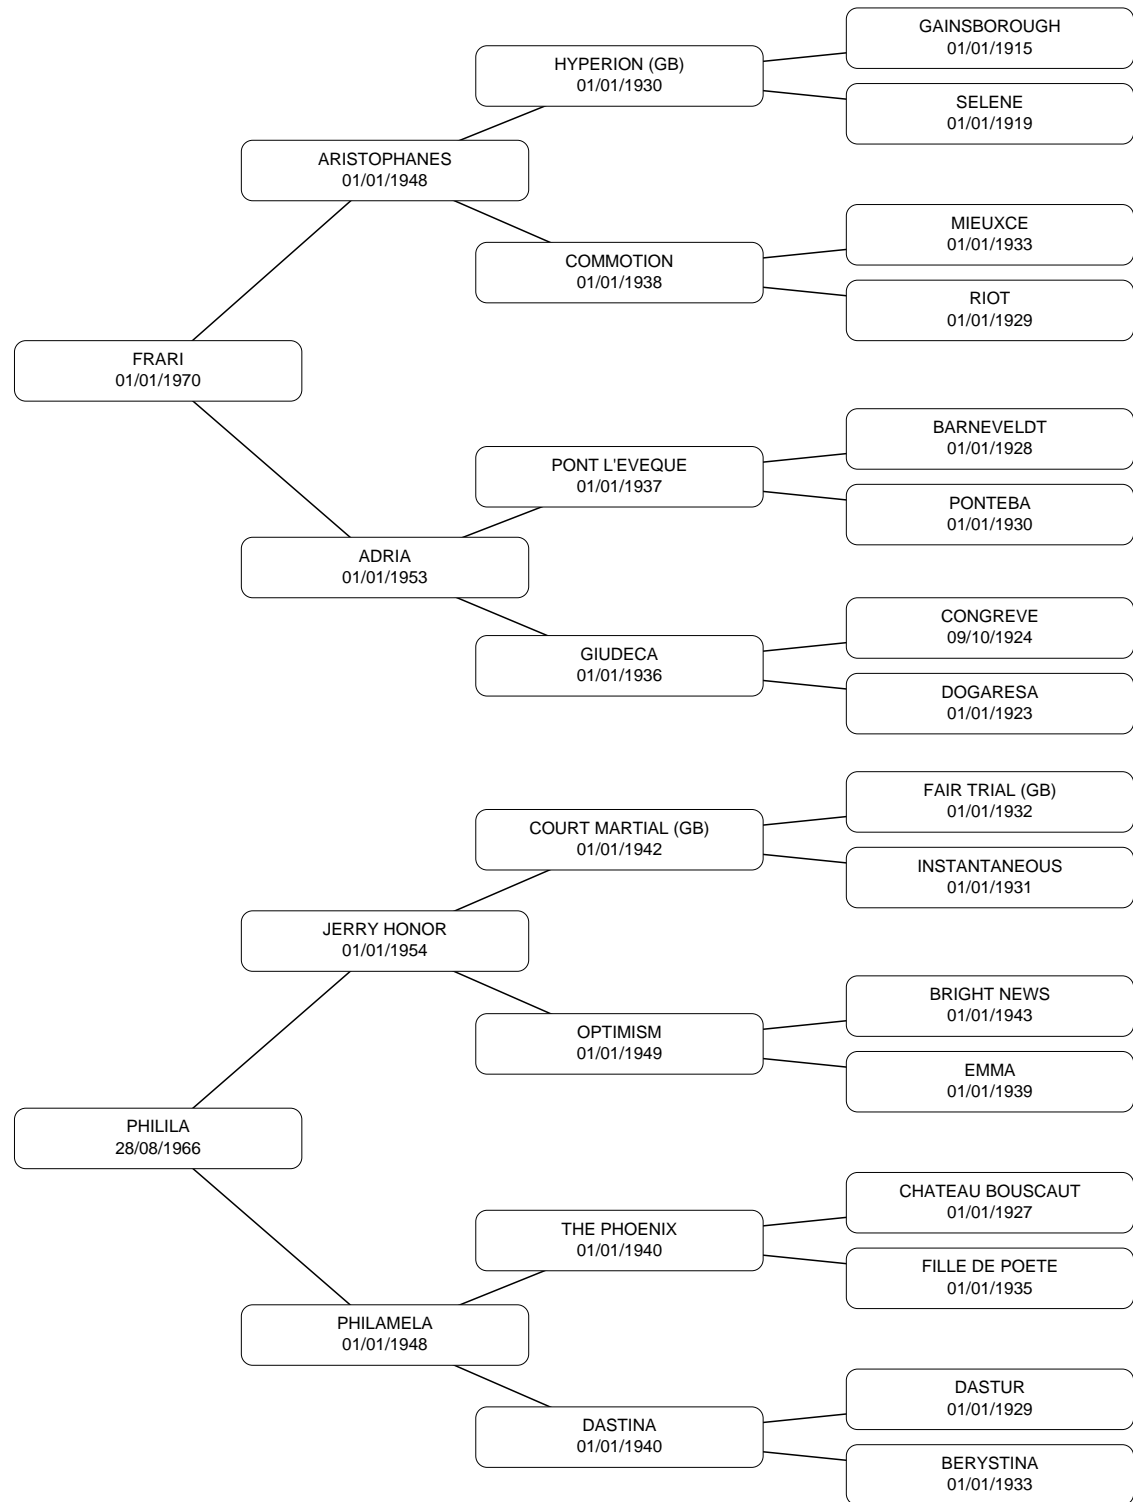 GAINSBOROUGH
01/01/1915
HYPERION (GB)
01/01/1930
SELENE
01/01/1919
ARISTOPHANES
01/01/1948
MIEUXCE
01/01/1933
COMMOTION
01/01/1938
RIOT
01/01/1929
FRARI
01/01/1970
BARNEVELDT
01/01/1928
PONT L'EVEQUE
01/01/1937
PONTEBA
01/01/1930
ADRIA
01/01/1953
CONGREVE
09/10/1924
GIUDECA
01/01/1936
DOGARESA
01/01/1923
FAIR TRIAL (GB)
01/01/1932
COURT MARTIAL (GB)
01/01/1942
INSTANTANEOUS
01/01/1931
JERRY HONOR
01/01/1954
BRIGHT NEWS
01/01/1943
OPTIMISM
01/01/1949
EMMA
01/01/1939
PHILILA
28/08/1966
CHATEAU BOUSCAUT
01/01/1927
THE PHOENIX
01/01/1940
FILLE DE POETE
01/01/1935
PHILAMELA
01/01/1948
DASTUR
01/01/1929
DASTINA
01/01/1940
BERYSTINA
01/01/1933